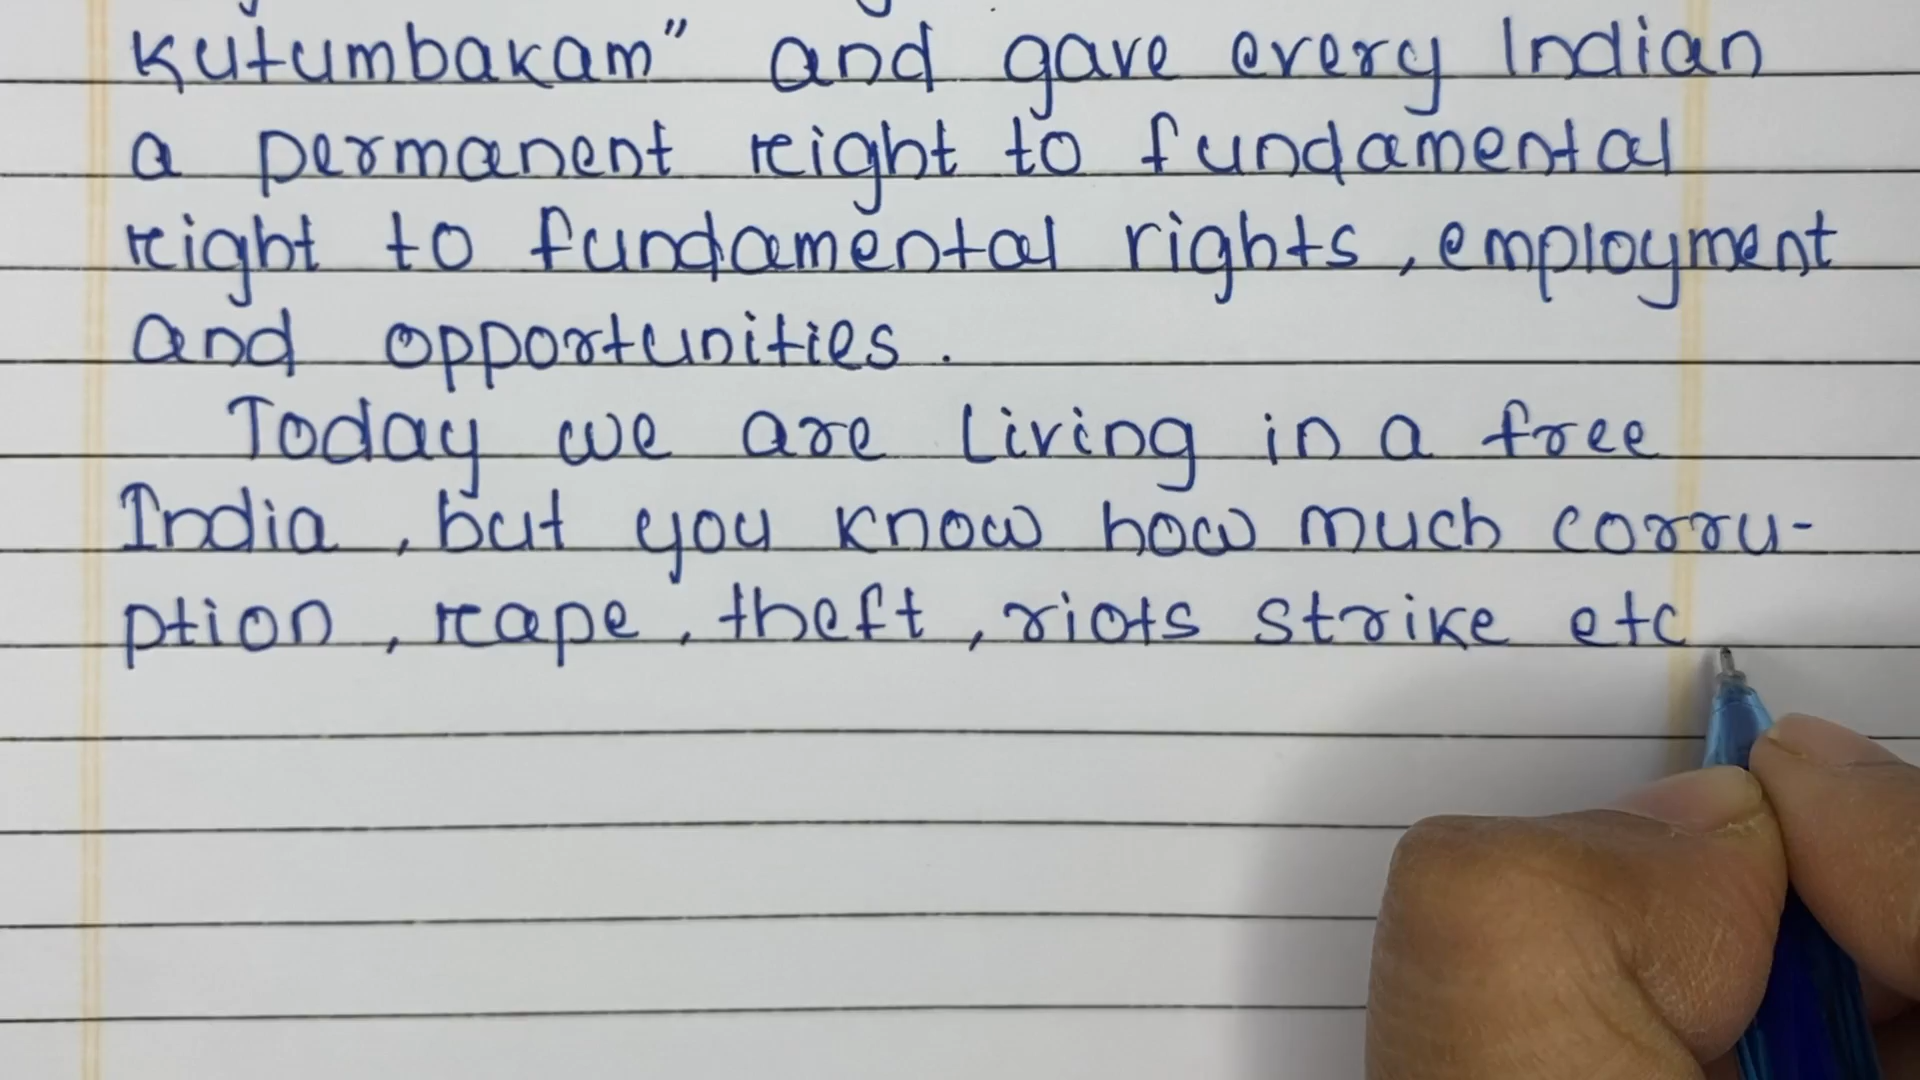 Kutumbakam" and gave every Indian
a permanent right to fundamental
right to fundamental rights, employment
and opportunities.
Today we are living in a free
India, but you know how much corru-
ption, rape, theft, riots strike etc